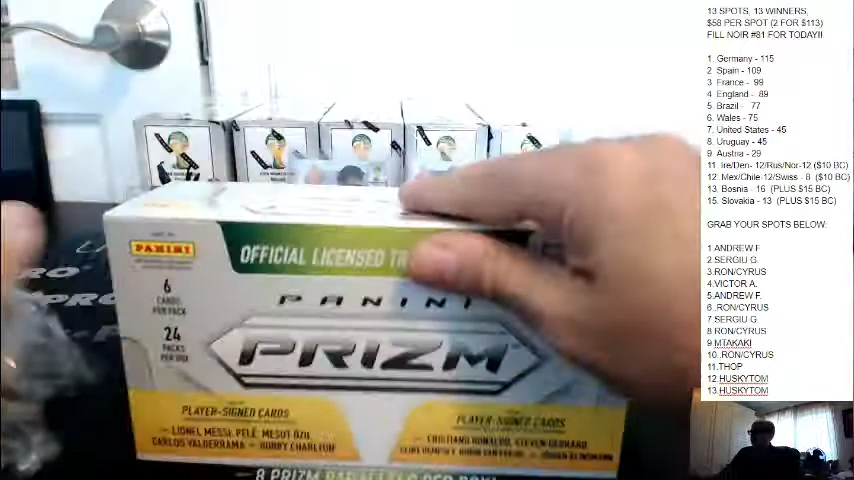 13 SPOTS, 13 WINNERS,
$58 PER SPOT (2 FOR $113)
FILL NOIR #81 FOR TODAY!!
1. Germany - 115
2 Spain - 109
3 France - 99
4 England - 89
5 Brazil - 77
6. Wales - 75
7. United States - 45
8. Uruguay - 45
9 Austria - 29
11 Ire/Den- 12/Rus/Nor-12 ($10 BC)
12. Mex/Chile-12/Swiss - 8 ($10 BC)
13. Bosnia - 16 (PLUS $15 BC)
15. Slovakia - 13 (PLUS $15 BC)
GRAB YOUR SPOTS BELOW:
1 ANDREW F
2.SERGIU G.
3.RON/CYRUS
4.VICTOR A.
5.ANDREW F.
6. RON/CYRUS
7. SERGIU G.
8 RON/CYRUS
9.MTAKAKI
10..RON/CYRUS
11.THOP
12.HUSKYTOM
13.HUSKYTOM
PANINI
OFFICIAL LICENSED
6
CARDS
PER PACK
24
PACKS
PER BOX
PANINI
PRIZM
PLAYER-SIGNED CARDS
LIONEL MESSI, PELÉ, MESUT ÖZIL,
CARLOS VALDERRAMA BOBBY CHARLTON
PLAYER-SIGNED CARDS
CRISTIANO RONALDO, STEVEN GERRARD
8 PRIZM PARALLELS PER BOX!